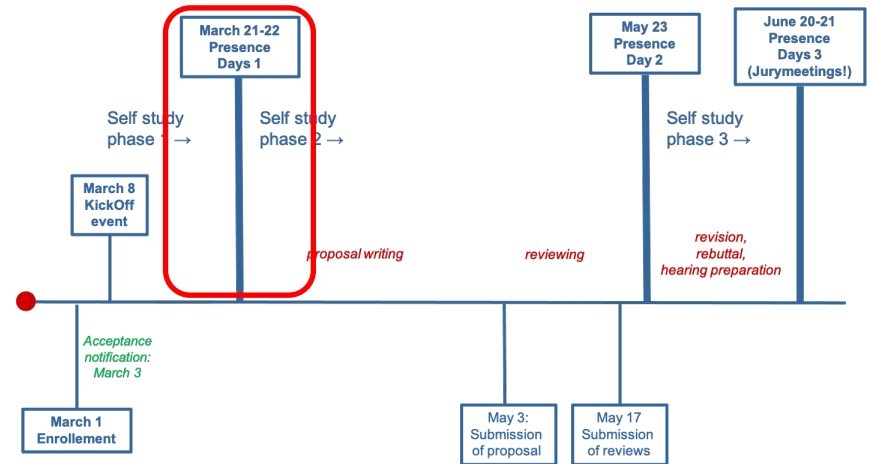 March 21-22
Presence
Days 1
May 23
Presence
Day 2
June 20-21
Presence
Days 3
(Jurymeetings!)
Self study
phase 1 →
Self study
phase 2 →
Self study
phase 3 →
March 8
KickOff
event
proposal writing
reviewing
revision,
rebuttal,
hearing preparation
Acceptance
notification:
March 3
March 1
Enrollement
May 3:
Submission
of proposal
May 17
Submission
of reviews